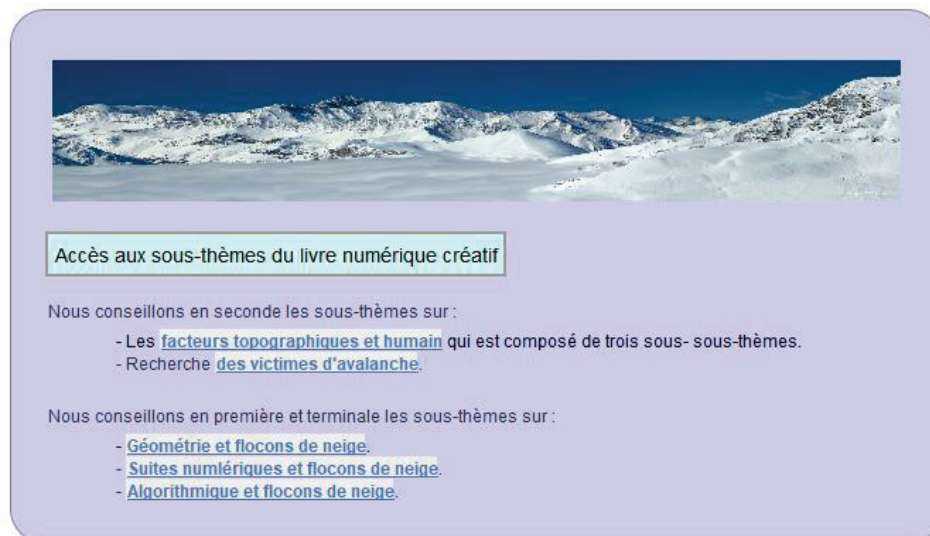 Accès aux sous-thèmes du livre numérique créatif
Nous conseillons en seconde les sous-thèmes sur :
- Les facteurs topographiques et humain qui est composé de trois sous- sous-thèmes.
- Recherche des victimes d'avalanche.
Nous conseillons en première et terminale les sous-thèmes sur :
- Géométrie et flocons de neige.
- Suites numlériques et flocons de neige.
- Algorithmique et flocons de neige.